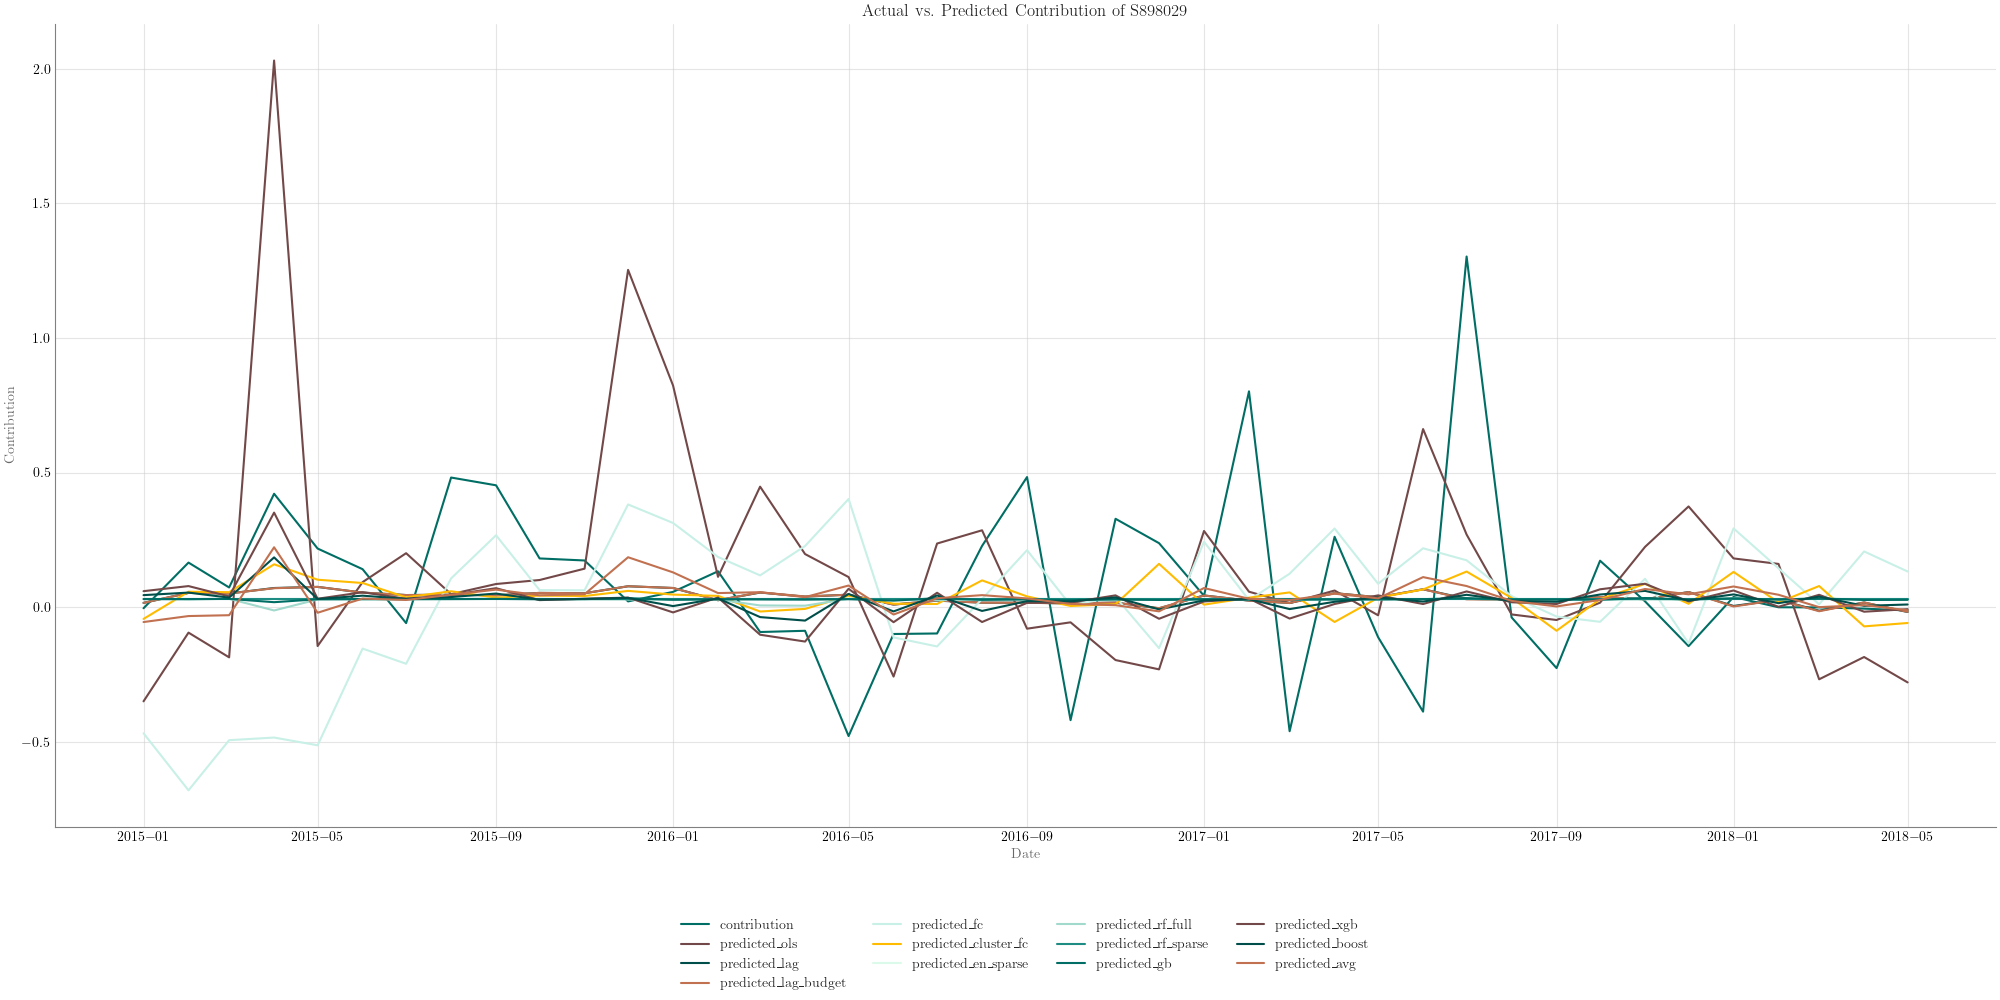 Actual vs. Predicted Contribution of S898029
2.0
1.5
1.0
0.5
0.0
−0.5
Contribution
2015−01 2015−05 2015−09 2016−01 2016−05 2016−09 2017−01 2017−05 2017−09 2018−01 2018−05
Date
contribution predicted_fc predicted_rf_full predicted_xgb
predicted_ols predicted_cluster_fc predicted_rf_sparse predicted_boost
predicted_lag predicted_en_sparse predicted_gb predicted_avg
predicted_lag_budget